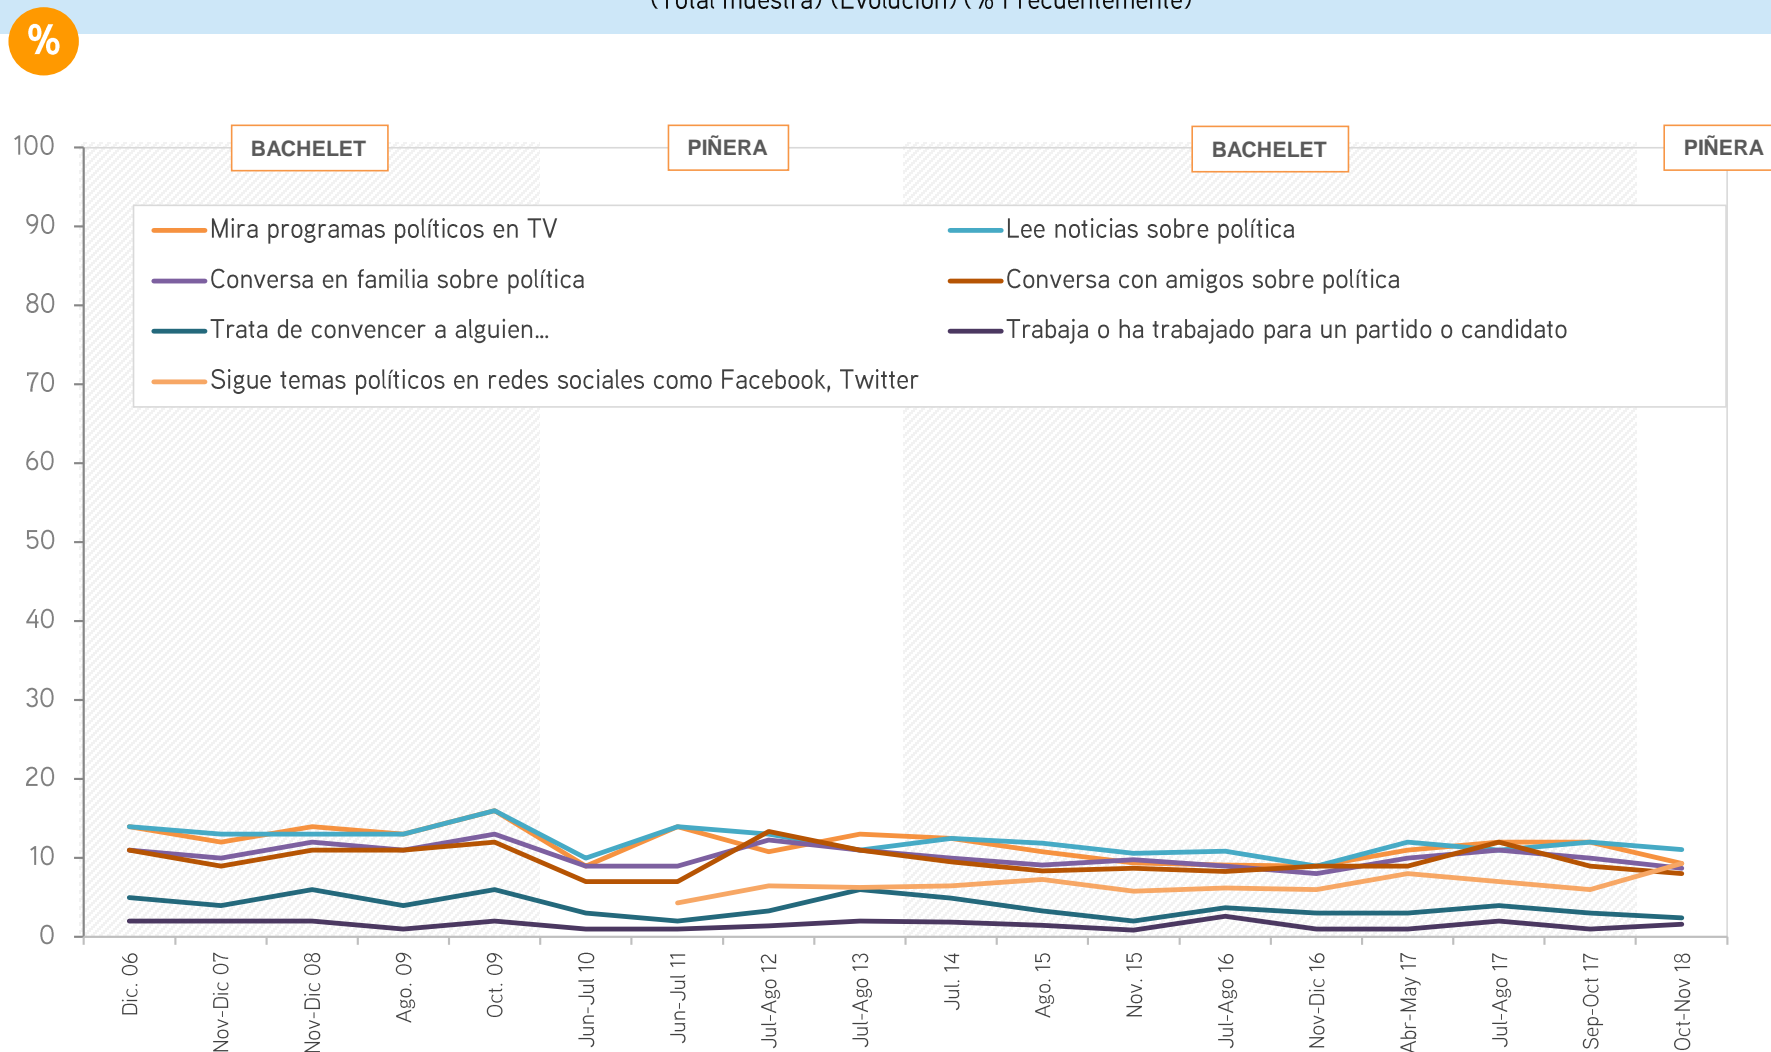 (Total muestra) (Evolución) (% Frecuentemente)
%
100
90
80
70
60
50
40
30
20
10
0
BACHELET
PIÑERA
BACHELET
PIÑERA
Mira programas políticos en TV
Lee noticias sobre política
Conversa en familia sobre política
Conversa con amigos sobre política
Trata de convencer a alguien...
Trabaja o ha trabajado para un partido o candidato
Sigue temas políticos en redes sociales como Facebook, Twitter
Dic. 06
Nov-Dic 07
Nov-Dic 08
Ago. 09
Oct. 09
Jun-Jul 10
Jun-Jul 11
Jul-Ago 12
Jul-Ago 13
Jul. 14
Ago. 15
Nov. 15
Jul-Ago 16
Nov-Dic 16
Abr-May 17
Jul-Ago 17
Sep-Oct 17
Oct-Nov 18